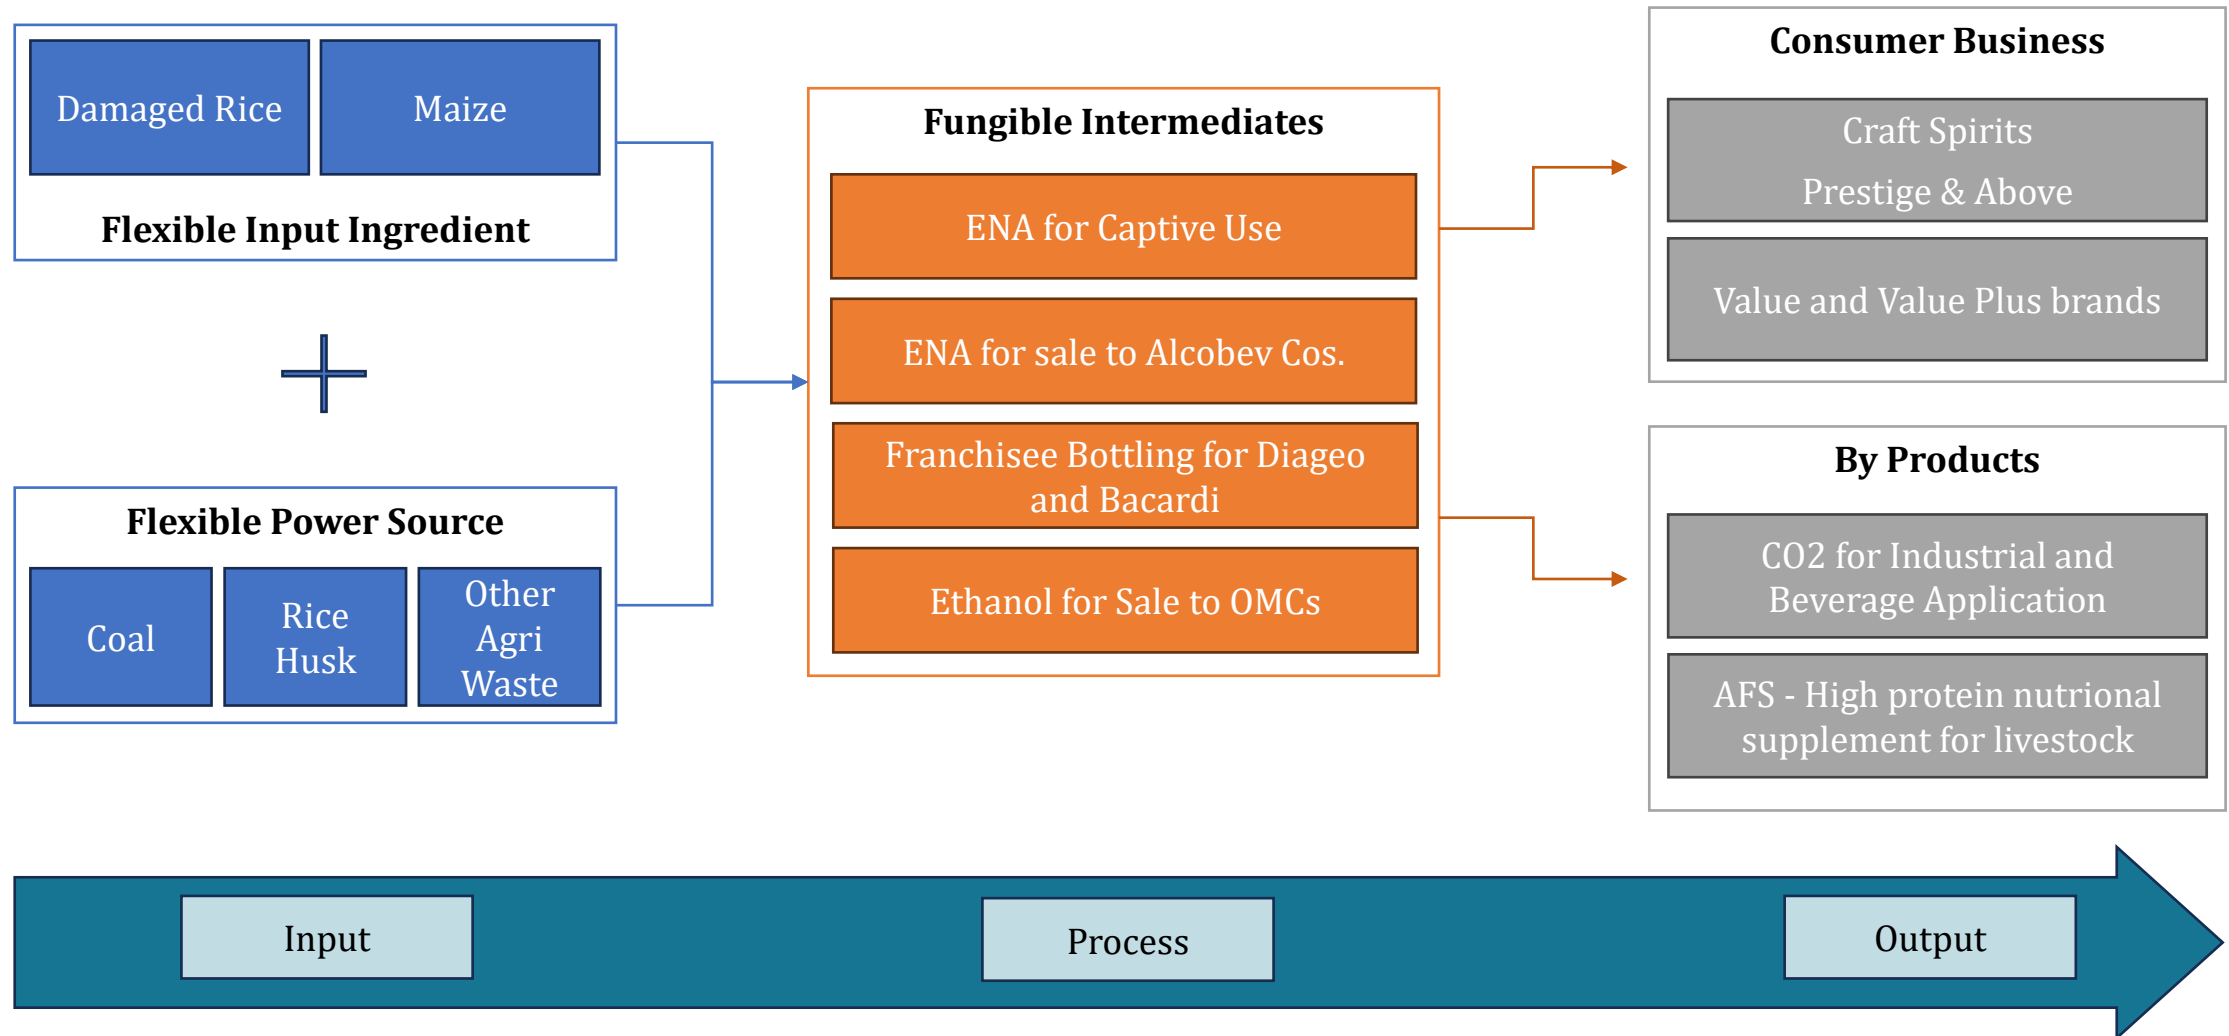 Damaged Rice
Maize
Flexible Input Ingredient
Flexible Power Source
Coal
Rice
Husk
Other
Agri
Waste
Fungible Intermediates
ENA for Captive Use
ENA for sale to Alcobev Cos.
Franchisee Bottling for Diageo
and Bacardi
Ethanol for Sale to OMCs
Consumer Business
Craft Spirits
Prestige & Above
Value and Value Plus brands
By Products
CO2 for Industrial and
Beverage Application
AFS - High protein nutrional
supplement for livestock
Input
Process
Output